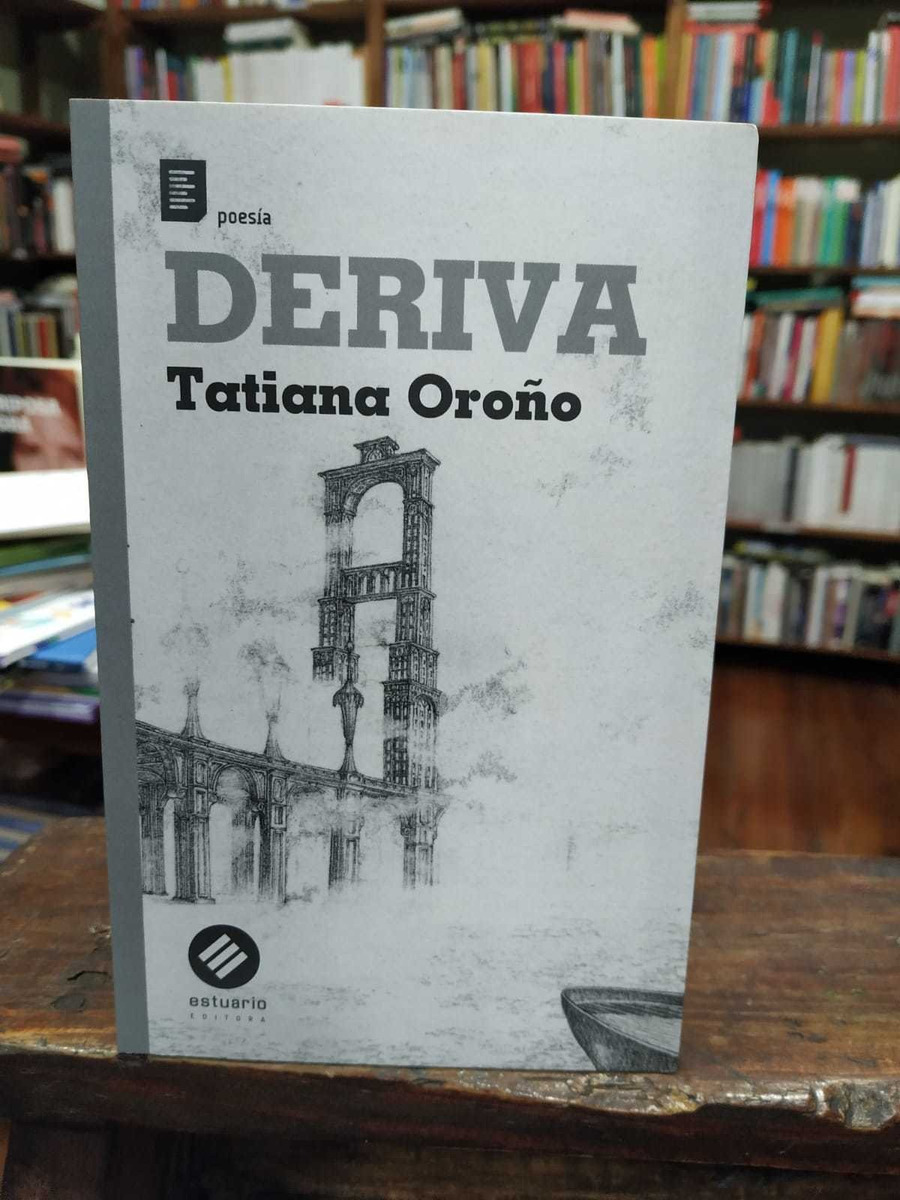 poesía
DERIVA
Tatiana Oroño
estuario
EDITORA